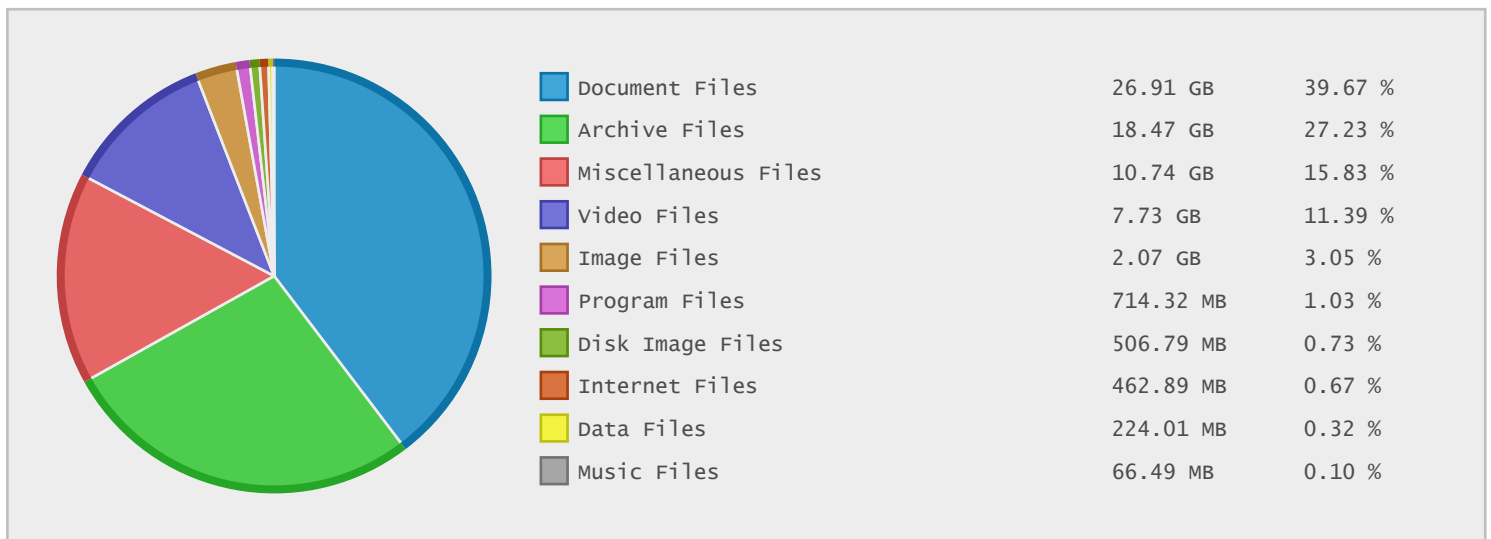 Document Files 26.91 GB 39.67 %
Archive Files 18.47 GB 27.23 %
Miscellaneous Files 10.74 GB 15.83 %
Video Files 7.73 GB 11.39 %
Image Files 2.07 GB 3.05 %
Program Files 714.32 MB 1.03 %
Disk Image Files 506.79 MB 0.73 %
Internet Files 462.89 MB 0.67 %
Data Files 224.01 MB 0.32 %
Music Files 66.49 MB 0.10 %